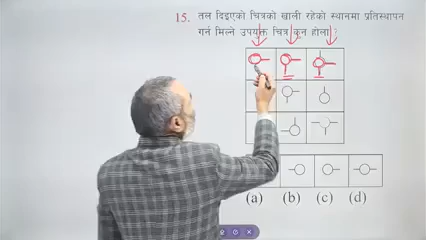 15. तल दिइएको चित्रको खाली रहेको स्थानमा प्रतिस्थापन
गर्न मिल्ने उपयुक्त चित्र कुन होला ?
(a) (b) (c) (d)